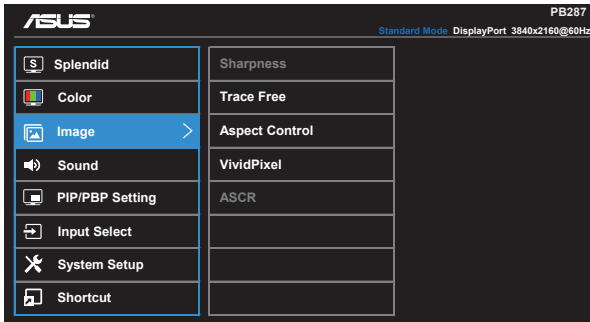 ASUS
PB287
Standard Mode DisplayPort 3840x2160@60Hz
S Splendid
Color
Image
Sound
PIP/PBP Setting
Input Select
System Setup
Shortcut
Sharpness
Trace Free
Aspect Control
VividPixel
ASCR